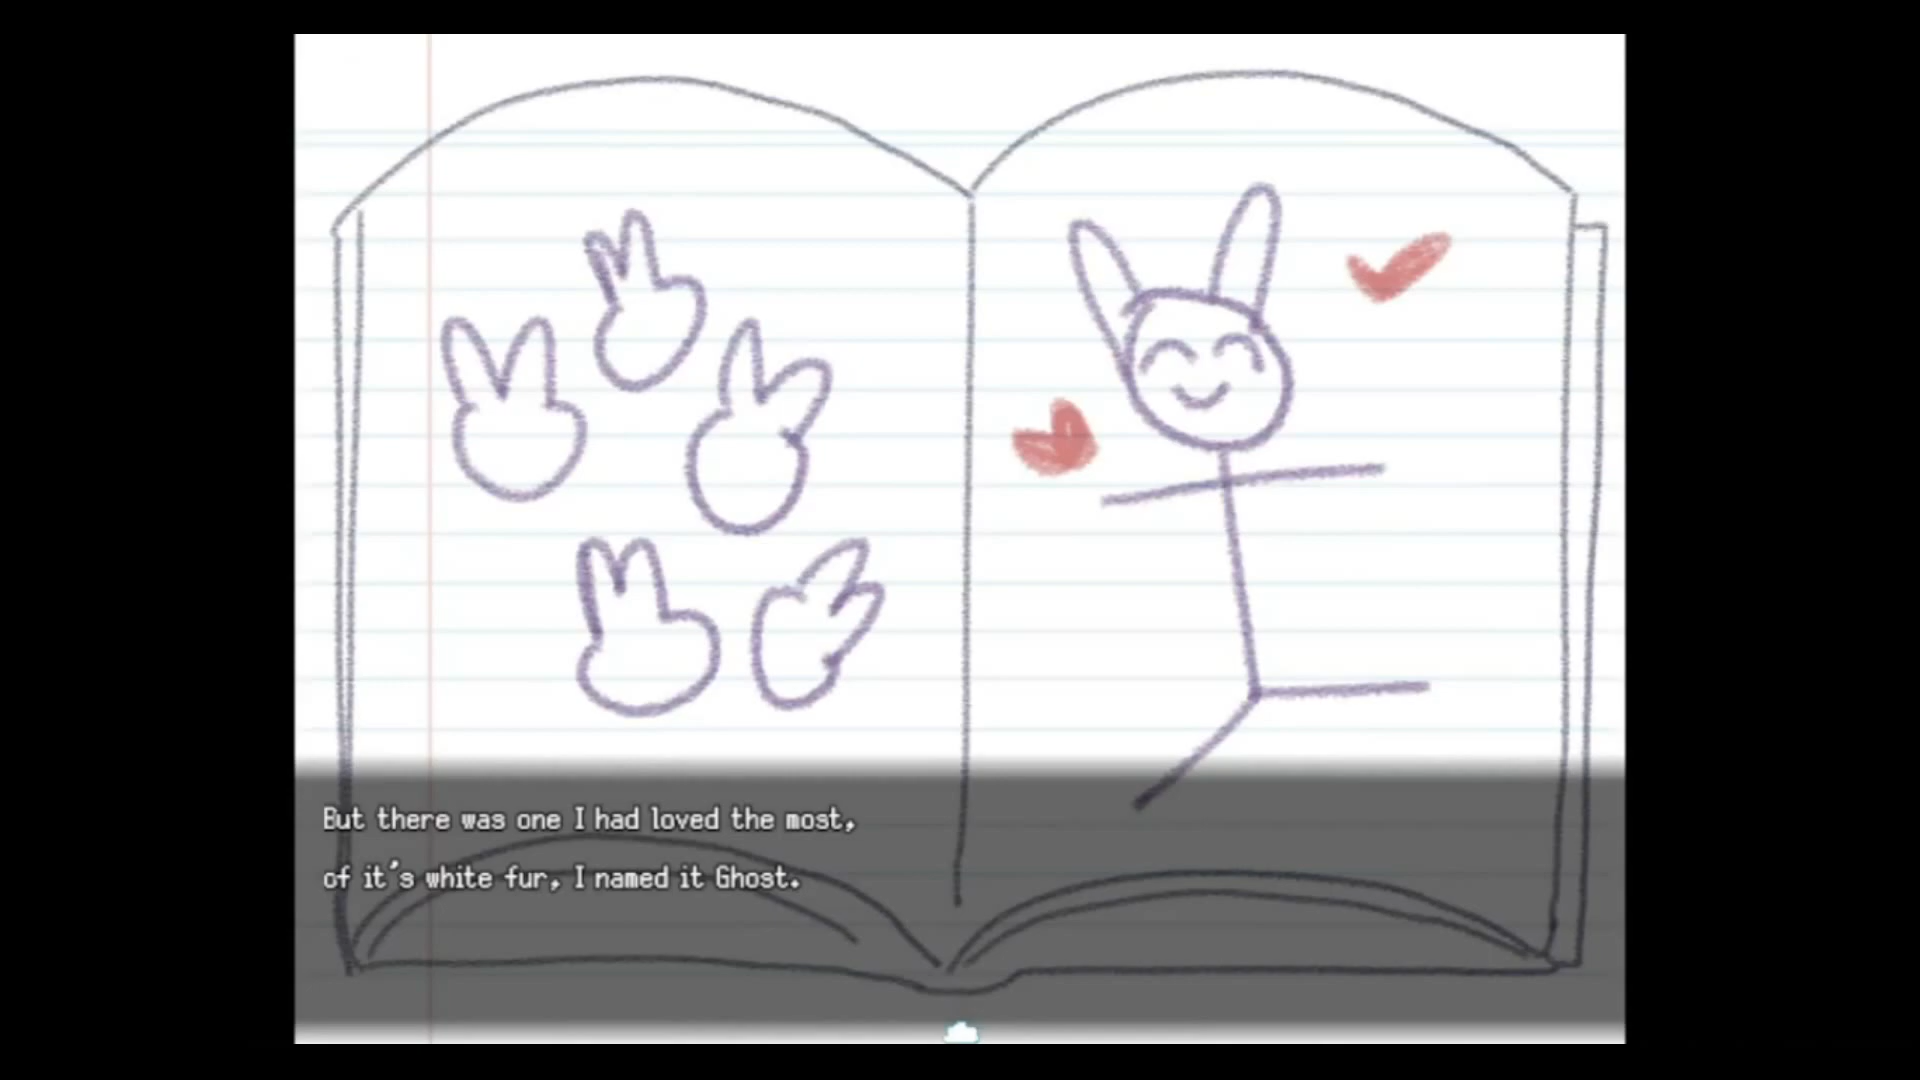 But there was one I had loved the most,
of it's white fur, I named it Ghost.